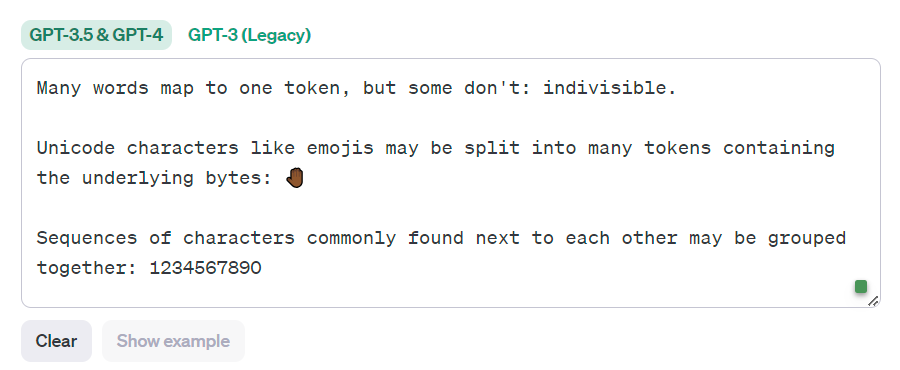 GPT-3.5 & GPT-4 GPT-3 (Legacy)
Many words map to one token, but some don't: indivisible.
Unicode characters like emojis may be split into many tokens containing
the underlying bytes: 🤚🏾
Sequences of characters commonly found next to each other may be grouped
together: 1234567890
Clear Show example